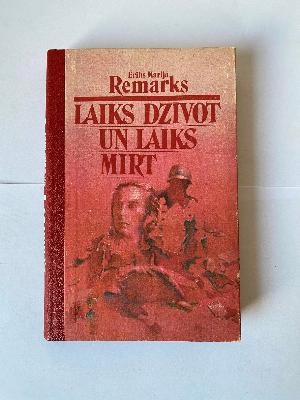 Ērihs Marija
Remarks
LAIKS DZĪVOT
UN LAIKS
MIRT